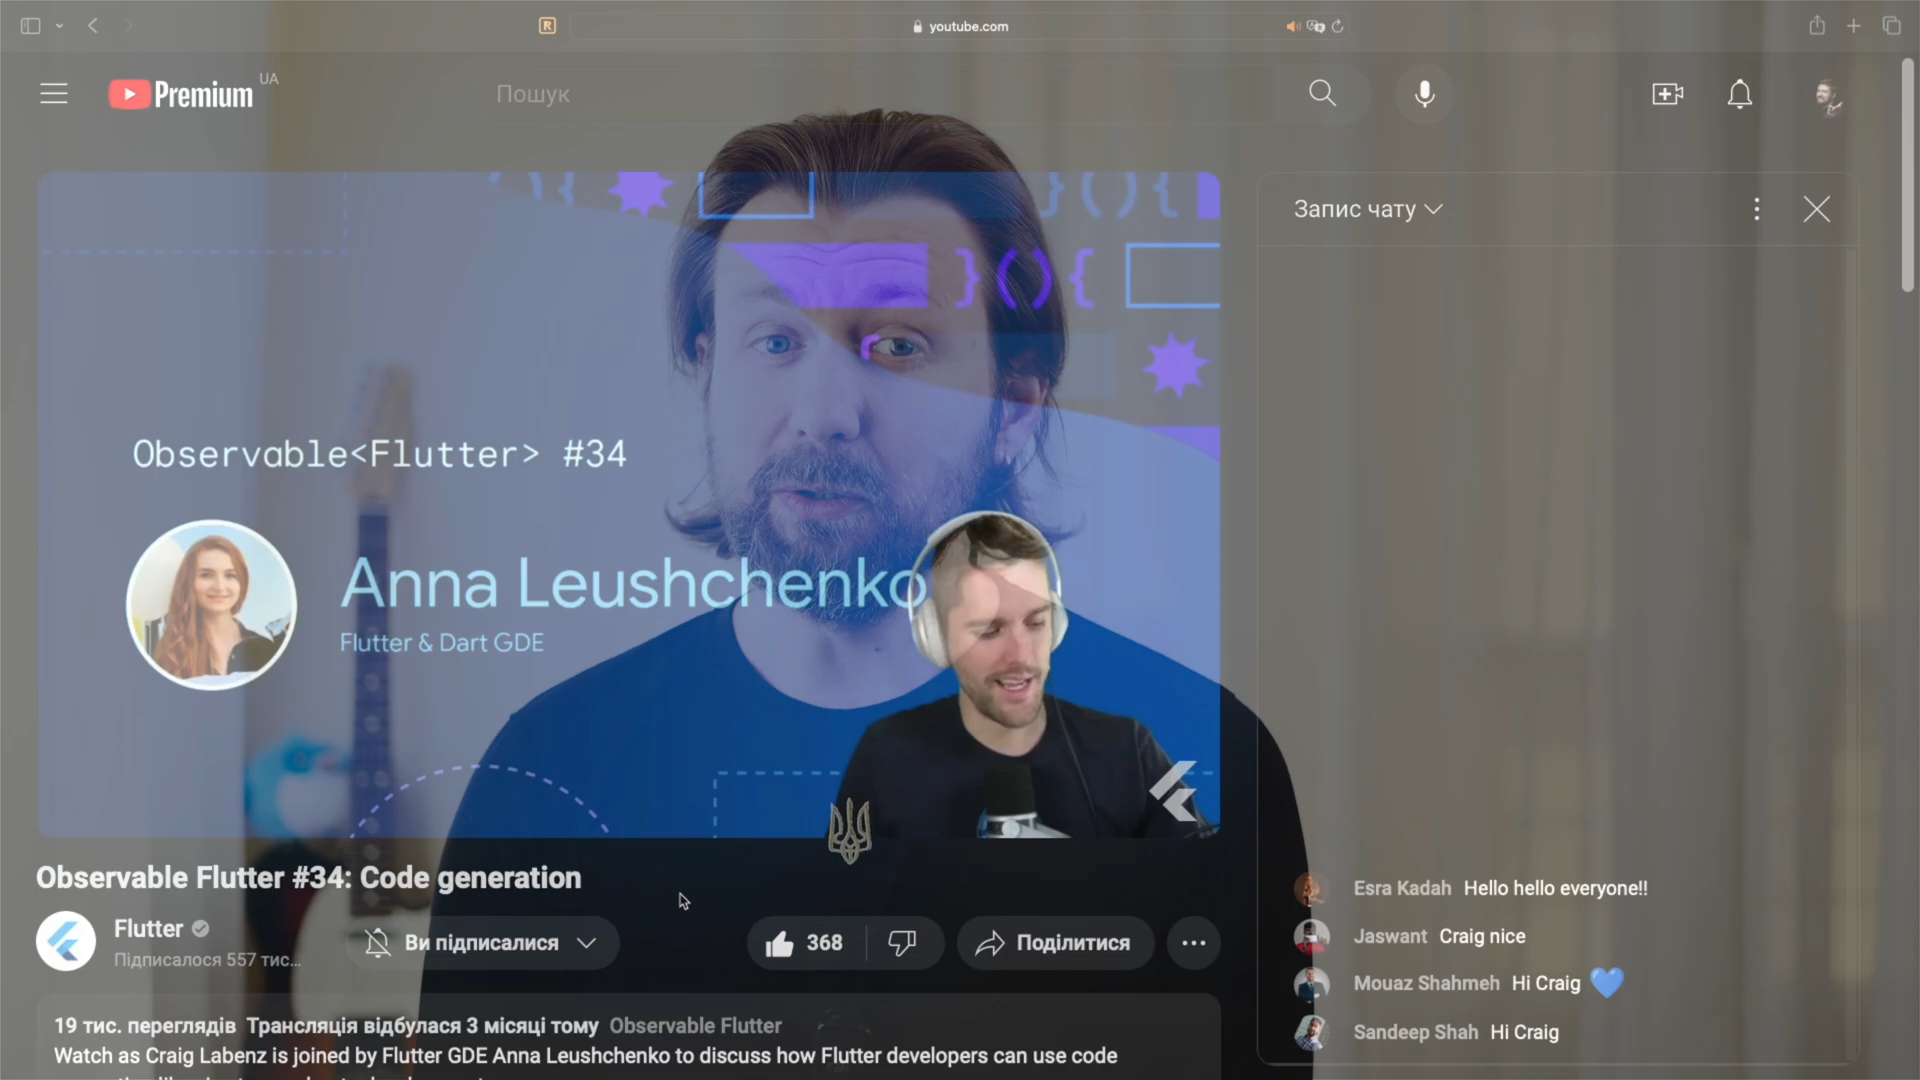 youtube.com
Premium UA
Пошук
Запис чату
}(){
}(){
Observable<Flutter> #34
Anna Leushchenko
Flutter & Dart GDE
Observable Flutter #34: Code generation
Flutter
Підписалося 557 тис...
Ви підписалися
368
Поділитися
19 тис. переглядів Трансляція відбулася 3 місяці тому Observable Flutter
Watch as Craig Labenz is joined by Flutter GDE Anna Leushchenko to discuss how Flutter developers can use code
Esra Kadah Hello hello everyone!!
Jaswant Craig nice
Mouaz Shahmeh Hi Craig 💙
Sandeep Shah Hi Craig